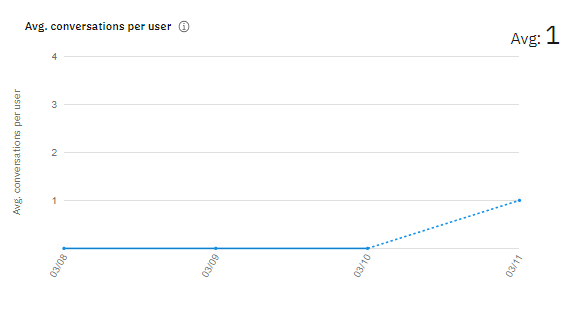 Avg. conversations per user
Avg: 1
Avg. conversations per user
4
3
2
1
03/08
03/09
03/10
03/11